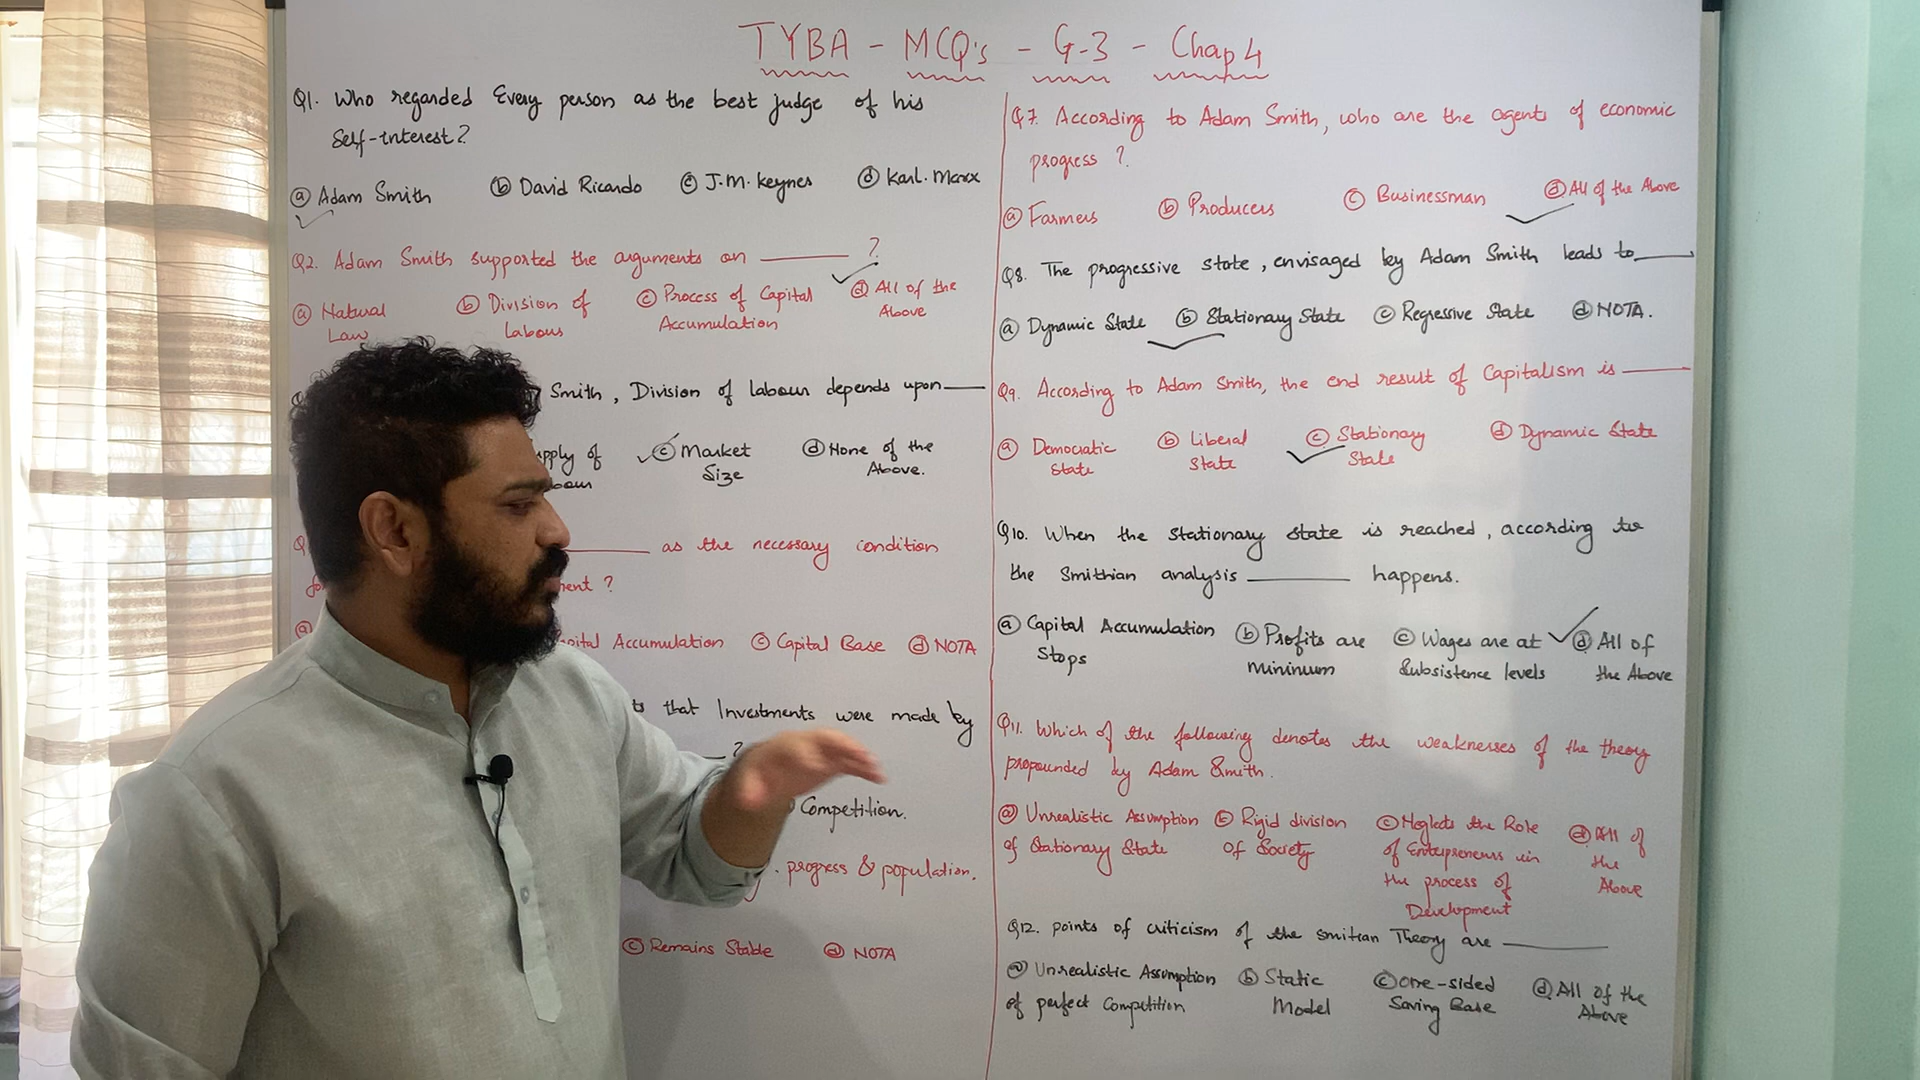 TYBA - MCQ's - G-3 - Chap 4
Q1. Who regarded Every person as the best judge of his
Self-interest?
ⓐ Adam Smith ⓑ David Ricardo ⓒ J.M. Keynes ⓓ Karl. Marx
Q2. Adam Smith supported the arguments on ______ ?
ⓐ Natural ⓑ Division of ⓒ Process of Capital ⓓ All of the
Law labour Accumulation Above
Smith, Division of labour depends upon ____
of ⓒ Market ⓓ None of the
Size Above.
______ as the necessary condition
?
ⓐ Accumulation ⓒ Capital Base ⓓ NOTA
that Investments were made by
______ ?
Competition.
progress & population.
ⓒ Remains Stable ⓓ NOTA
Q7. According to Adam Smith, who are the agents of economic
progress ?
ⓐ Farmers ⓑ Producers ⓒ Businessman ⓓ All of the Above
Q8. The progressive state, envisaged by Adam Smith leads to ____
ⓐ Dynamic State ⓑ Stationary State ⓒ Regressive State ⓓ NOTA.
Q9. According to Adam Smith, the end result of Capitalism is ____
ⓐ Democratic ⓑ Liberal ⓒ Stationary ⓓ Dynamic State
State State State
Q10. When the Stationary state is reached, according to
the Smithian analysis ______ happens.
ⓐ Capital Accumulation ⓑ Profits are ⓒ Wages are at ⓓ All of
Stops mininum Subsistence levels the Above
Q11. Which of the following denotes the weaknesses of the theory
propounded by Adam Smith.
ⓐ Unrealistic Assumption ⓑ Rigid division ⓒ Neglects the Role ⓓ All of
of Stationary State of Society of Enterpreneurs in the
the process of Above
Development
Q12. points of criticism of the smitian Theory are ______
ⓐ Unrealistic Assumption ⓑ Static ⓒ One-sided ⓓ All of the
of perfect Competition Model Saving Base Above